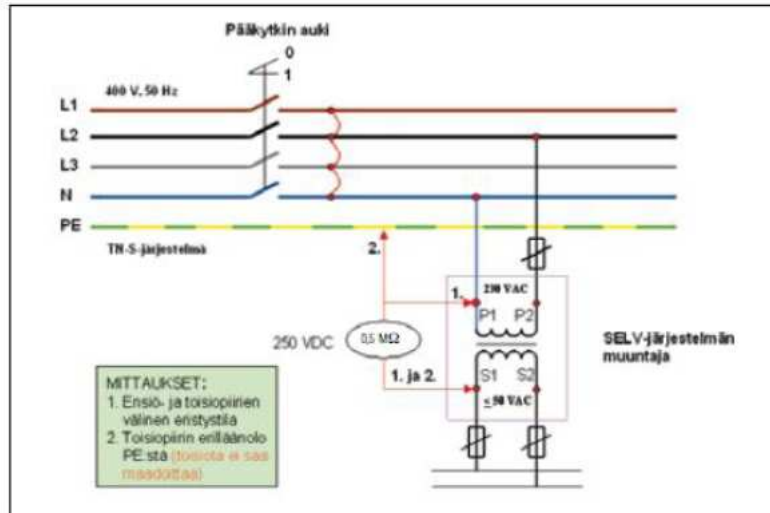 Pääkytkin auki
0
1
400 V, 50 Hz
L1
L2
L3
N
PE
TN-S-järjestelmä
2.
1.
230 VAC
P1 P2
250 VDC
0,5 MΩ
SELV-järjestelmän
muuntaja
1. ja 2.
S1 S2
≤ 50 VAC
MITTAUKSET:
1. Ensiö- ja toisiopiirien
välinen eristystila
2. Toisiopiirin erilläänolo
PE:stä (toisiota ei saa
maadoittaa)